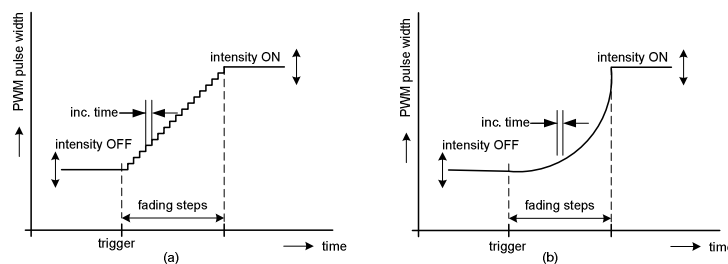 PWM pulse width
intensity ON
inc. time
intensity OFF
fading steps
trigger
time
(a)
PWM pulse width
intensity ON
inc. time
intensity OFF
fading steps
trigger
time
(b)